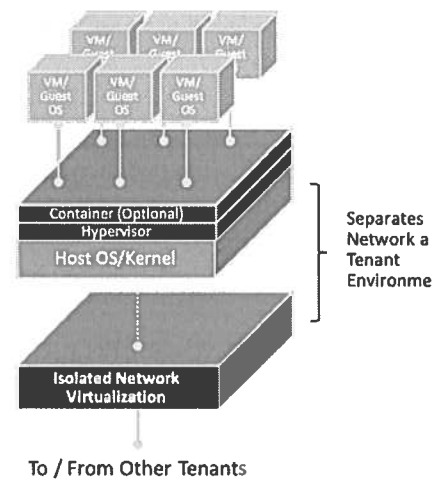 VM/
Guest
VM/
Guest
VM/
VM/
Guest
OS
VM/
Guest
OS
VM/
Guest
OS
Container (Optional)
Hypervisor
Host OS/Kernel
Separates
Network a
Tenant
Environme
Isolated Network
Virtualization
To / From Other Tenants